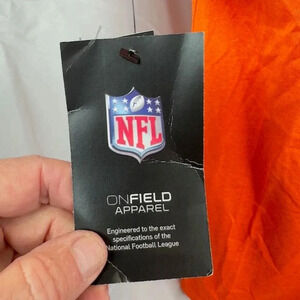 NFL
ONFIELD
APPAREL
Engineered to the exact
specifications of the
National Football League